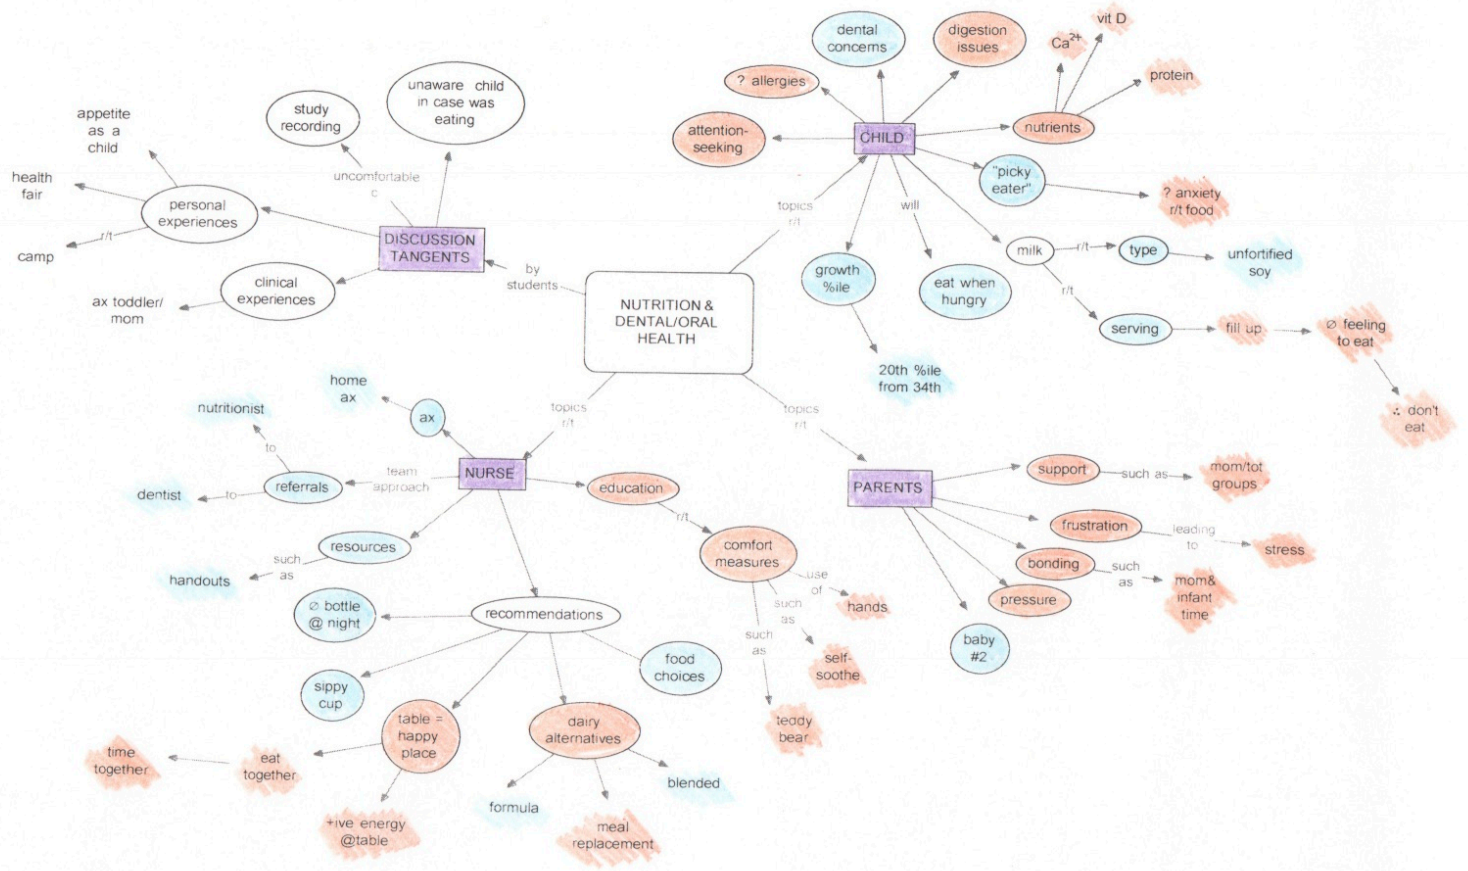 NUTRITION &
DENTAL/ORAL
HEALTH
by
students
DISCUSSION
TANGENTS
uncomfortable
c
study
recording
unaware child
in case was
eating
personal
experiences
appetite
as a
child
health
fair
r/t
camp
clinical
experiences
ax toddler/
mom
topics
r/t
CHILD
attention-
seeking
? allergies
dental
concerns
digestion
issues
nutrients
Ca2+
vit D
protein
"picky
eater"
? anxiety
r/t food
milk
r/t
type
unfortified
soy
r/t
serving
fill up
∅ feeling
to eat
∴ don't
eat
will
eat when
hungry
growth
%ile
20th %ile
from 34th
topics
r/t
NURSE
ax
home
ax
team
approach
referrals
to
nutritionist
to
dentist
resources
such
as
handouts
education
r/t
comfort
measures
use
of
hands
such
as
self-
soothe
such
as
teddy
bear
recommendations
∅ bottle
@ night
sippy
cup
table =
happy
place
eat
together
time
together
+ive energy
@table
dairy
alternatives
formula
meal
replacement
blended
food
choices
topics
r/t
PARENTS
support
such as
mom/tot
groups
frustration
leading
to
stress
bonding
such
as
mom&
infant
time
pressure
baby
#2